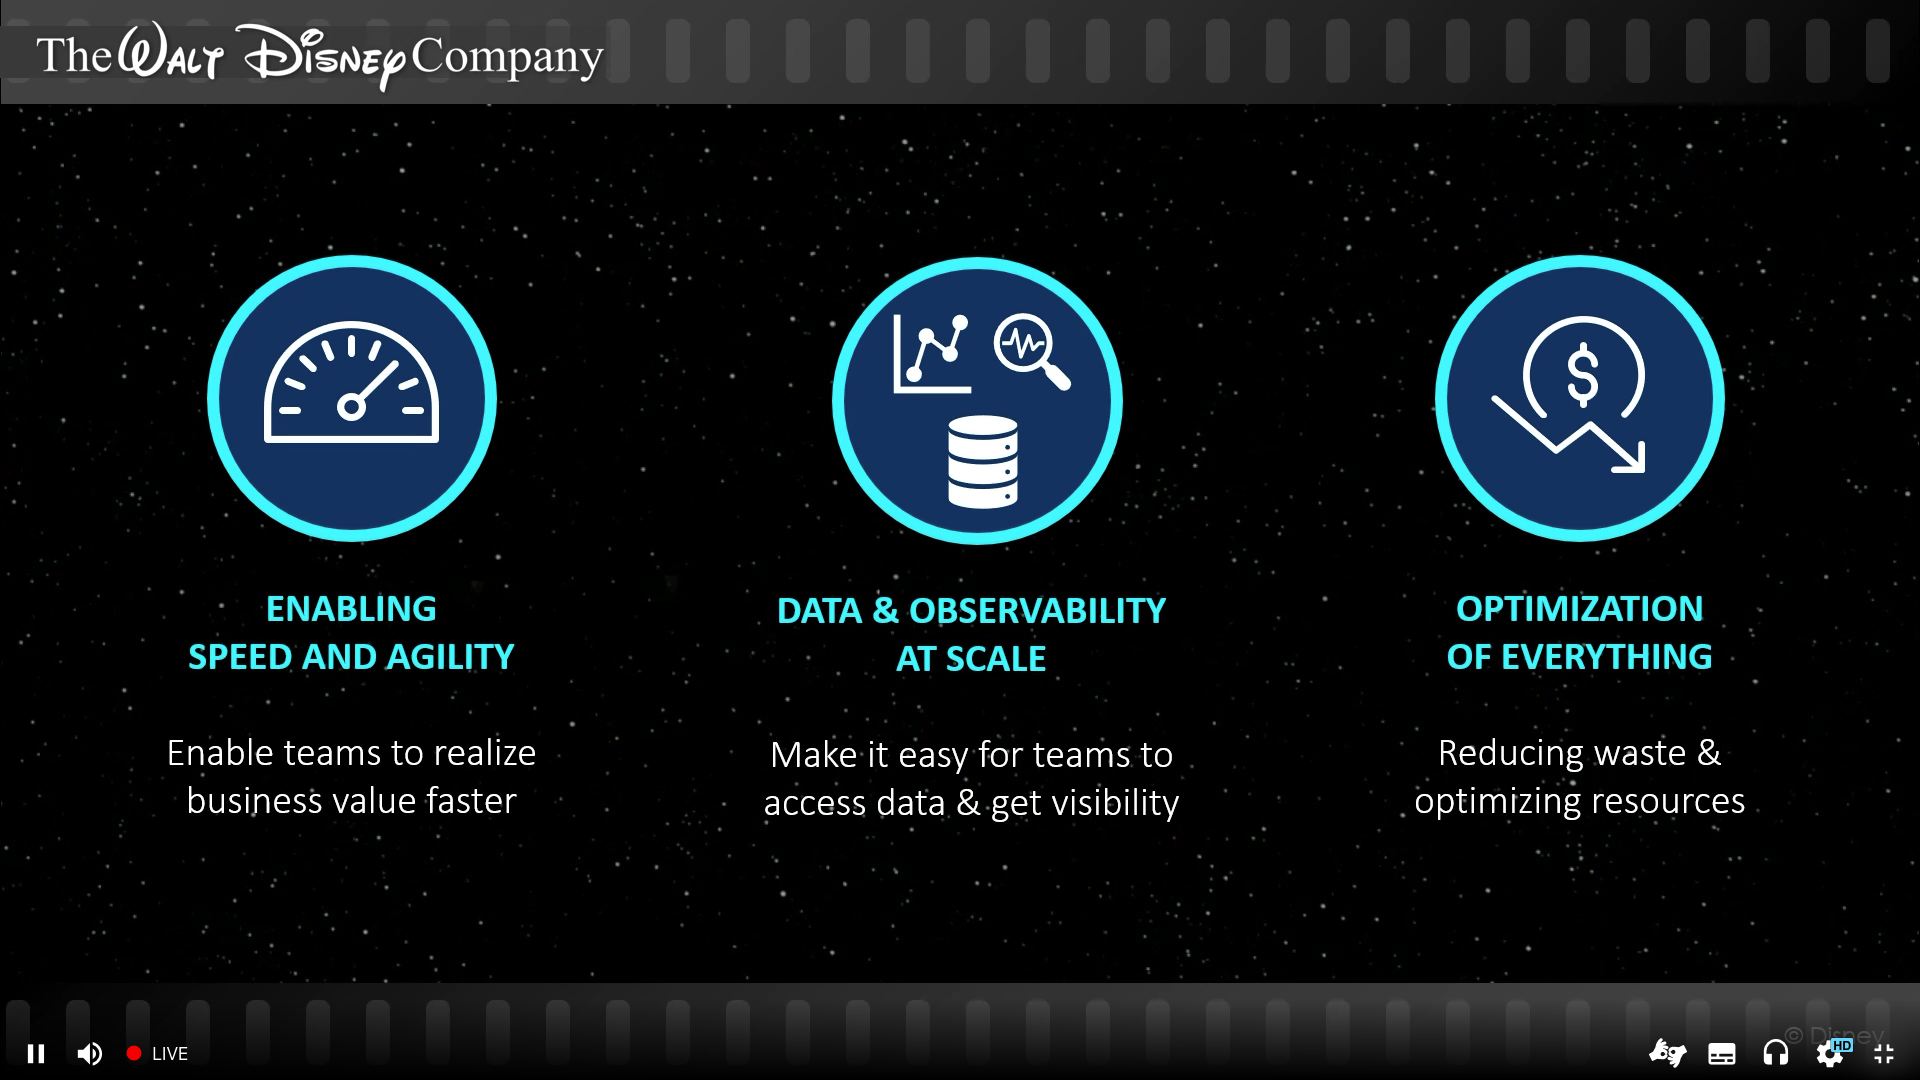 The Walt Disney Company
ENABLING
SPEED AND AGILITY
Enable teams to realize
business value faster
DATA & OBSERVABILITY
AT SCALE
Make it easy for teams to
access data & get visibility
$
OPTIMIZATION
OF EVERYTHING
Reducing waste &
optimizing resources
© Disney
LIVE
HD